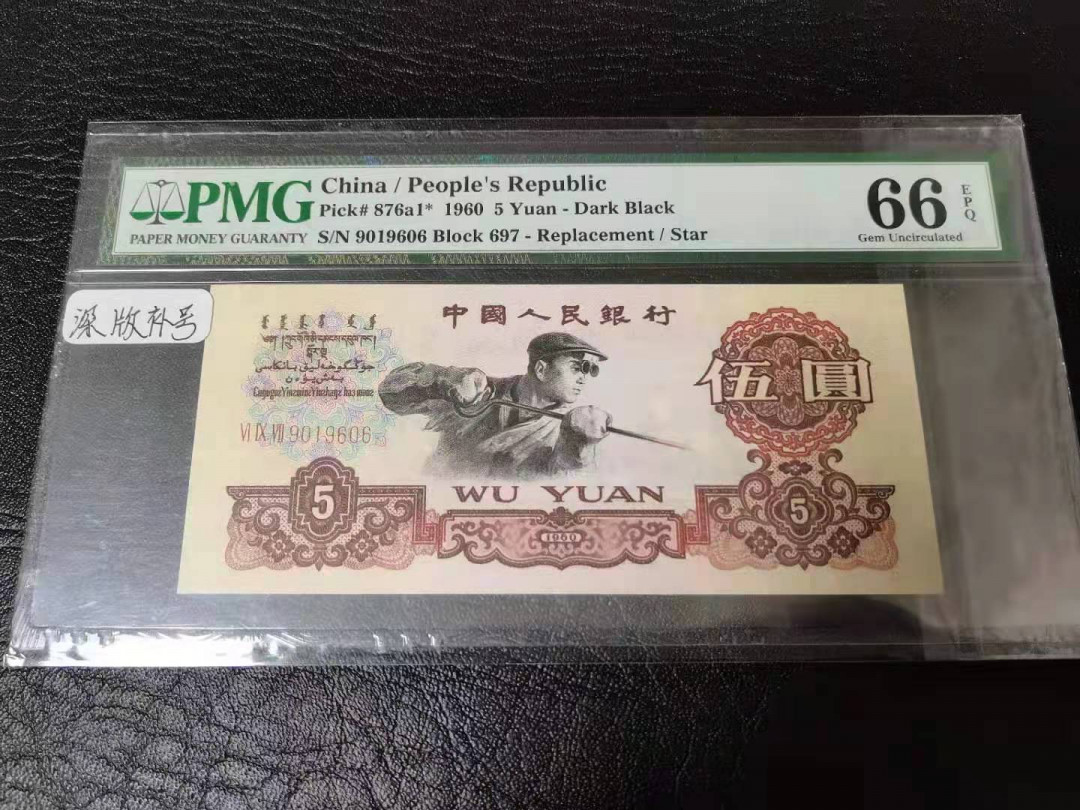 PMG
PAPER MONEY GUARANTY
China / People's Republic
Pick# 876a1* 1960 5 Yuan - Dark Black
S/N 9019606 Block 697 - Replacement / Star
66
EPQ
Gem Uncirculated
深版补号
中國人民銀行
伍圓
VI IX VII 9019606
5
WU YUAN
5
1960